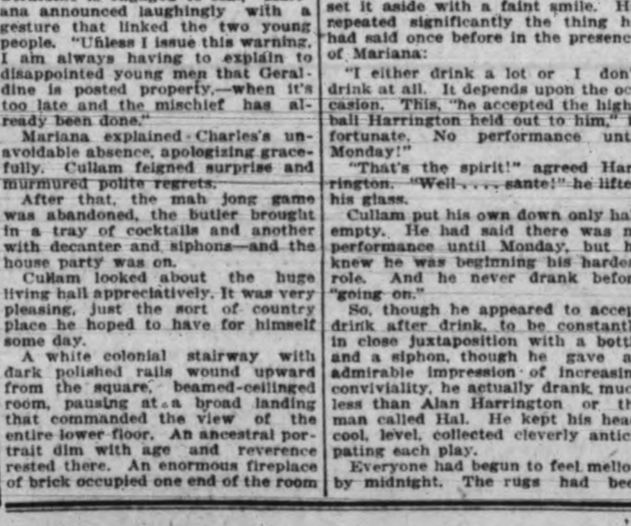 ana announced laughingly with a
gesture that linked the two young
people. "Unless I issue this warning,
I am always having to explain to
disappointed young men that Geral-
dine is posted property,—when it's
too late and the mischief has al-
ready been done."
Mariana explained Charles's un-
avoidable absence, apologizing grace-
fully. Cullam feigned surprise and
murmured polite regrets.
After that, the mah jong game
was abandoned, the butler brought
in a tray of cocktails and another
with decanter and siphons—and the
house party was on.
Cullam looked about the huge
living hall appreciatively. It was very
pleasing, just the sort of country
place he hoped to have for himself
some day.
A white colonial stairway with
dark polished rails wound upward
from the square, beamed-ceilinged
room, pausing at a broad landing
that commanded the view of the
entire lower floor. An ancestral por-
trait dim with age and reverence
rested there. An enormous fireplace
of brick occupied one end of the room
set it aside with a faint smile. H
repeated significantly the thing h
had said once before in the presenc
of Mariana:
"I either drink a lot or I don'
drink at all. It depends upon the oc
casion. This, "he accepted the high
ball Harrington held out to him,"
fortunate. No performance unt
Monday!"
"That's the spirit!" agreed Har
rington. "Well....sante!" he lifte
his glass.
Cullam put his own down only hal
empty. He had said there was n
performance until Monday, but h
knew he was beginning his hardes
role. And he never drank befor
"going on."
So, though he appeared to accep
drink after drink, to be constantl
in close juxtaposition with a bottl
and a siphon, though he gave a
admirable impression of increasin
conviviality, he actually drank muc
less than Alan Harrington or th
man called Hal. He kept his hea
cool, level, collected cleverly antic
pating each play.
Everyone had begun to feel mello
by midnight. The rugs had bee